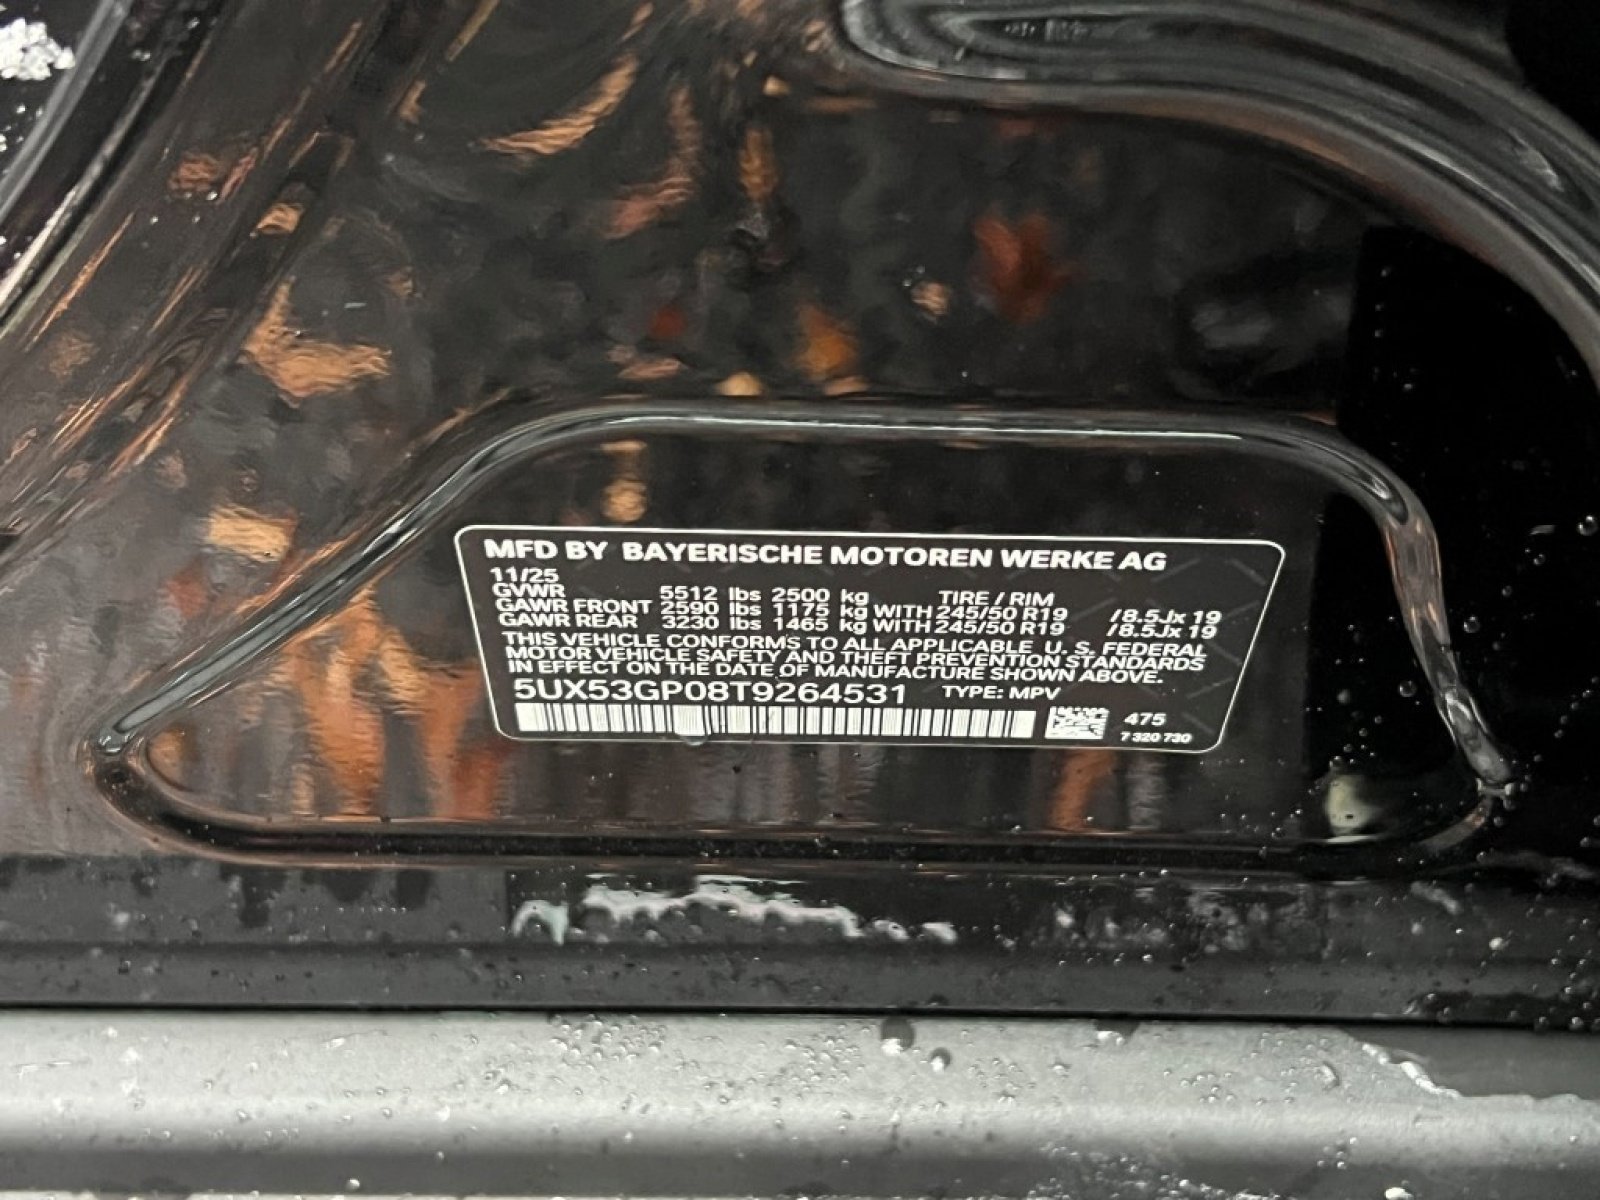 MFD BY BAYERISCHE MOTOREN WERKE AG
11/25
GVWR 5512 lbs 2500 kg TIRE / RIM
GAWR FRONT 2590 lbs 1175 kg WITH 245/50 R19 /8.5Jx 19
GAWR REAR 3230 lbs 1465 kg WITH 245/50 R19 /8.5Jx 19
THIS VEHICLE CONFORMS TO ALL APPLICABLE U. S. FEDERAL
MOTOR VEHICLE SAFETY AND THEFT PREVENTION STANDARDS
IN EFFECT ON THE DATE OF MANUFACTURE SHOWN ABOVE.
5UX53GP08T9264531 TYPE: MPV
475
7 320 730